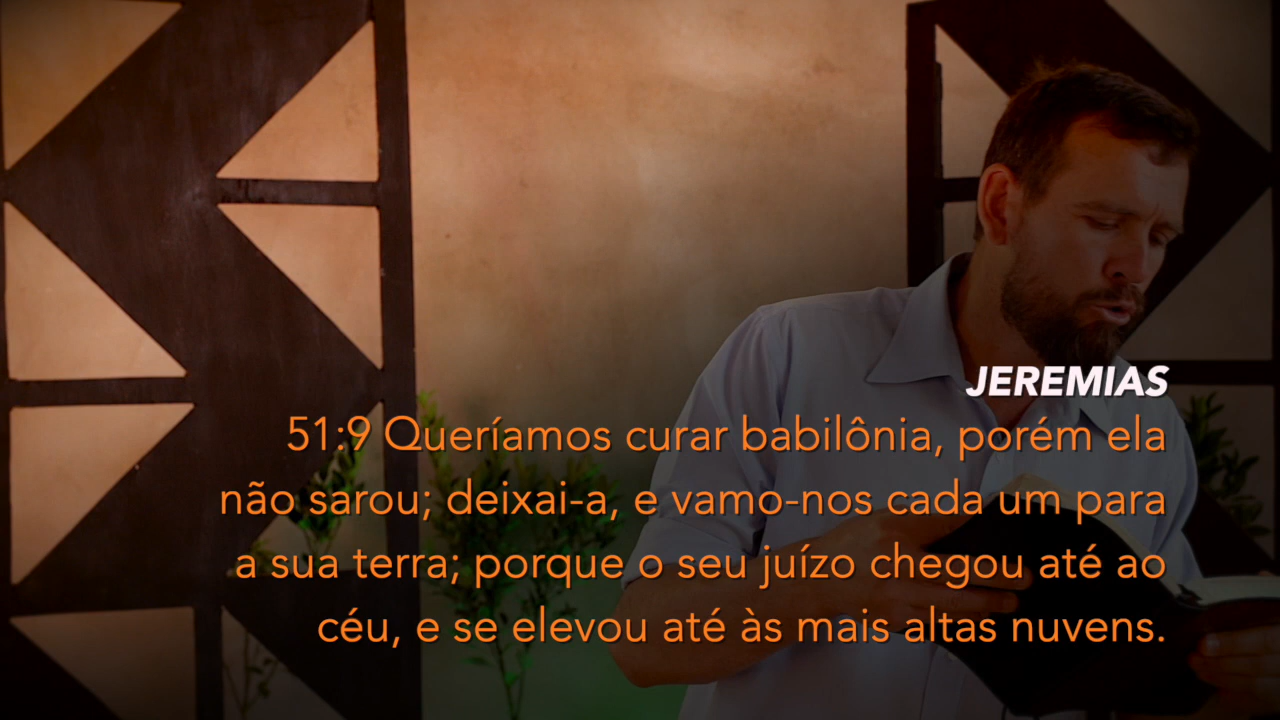 JEREMIAS
51:9 Queríamos curar babilônia, porém ela
não sarou; deixai-a, e vamo-nos cada um para
a sua terra; porque o seu juízo chegou até ao
céu, e se elevou até às mais altas nuvens.